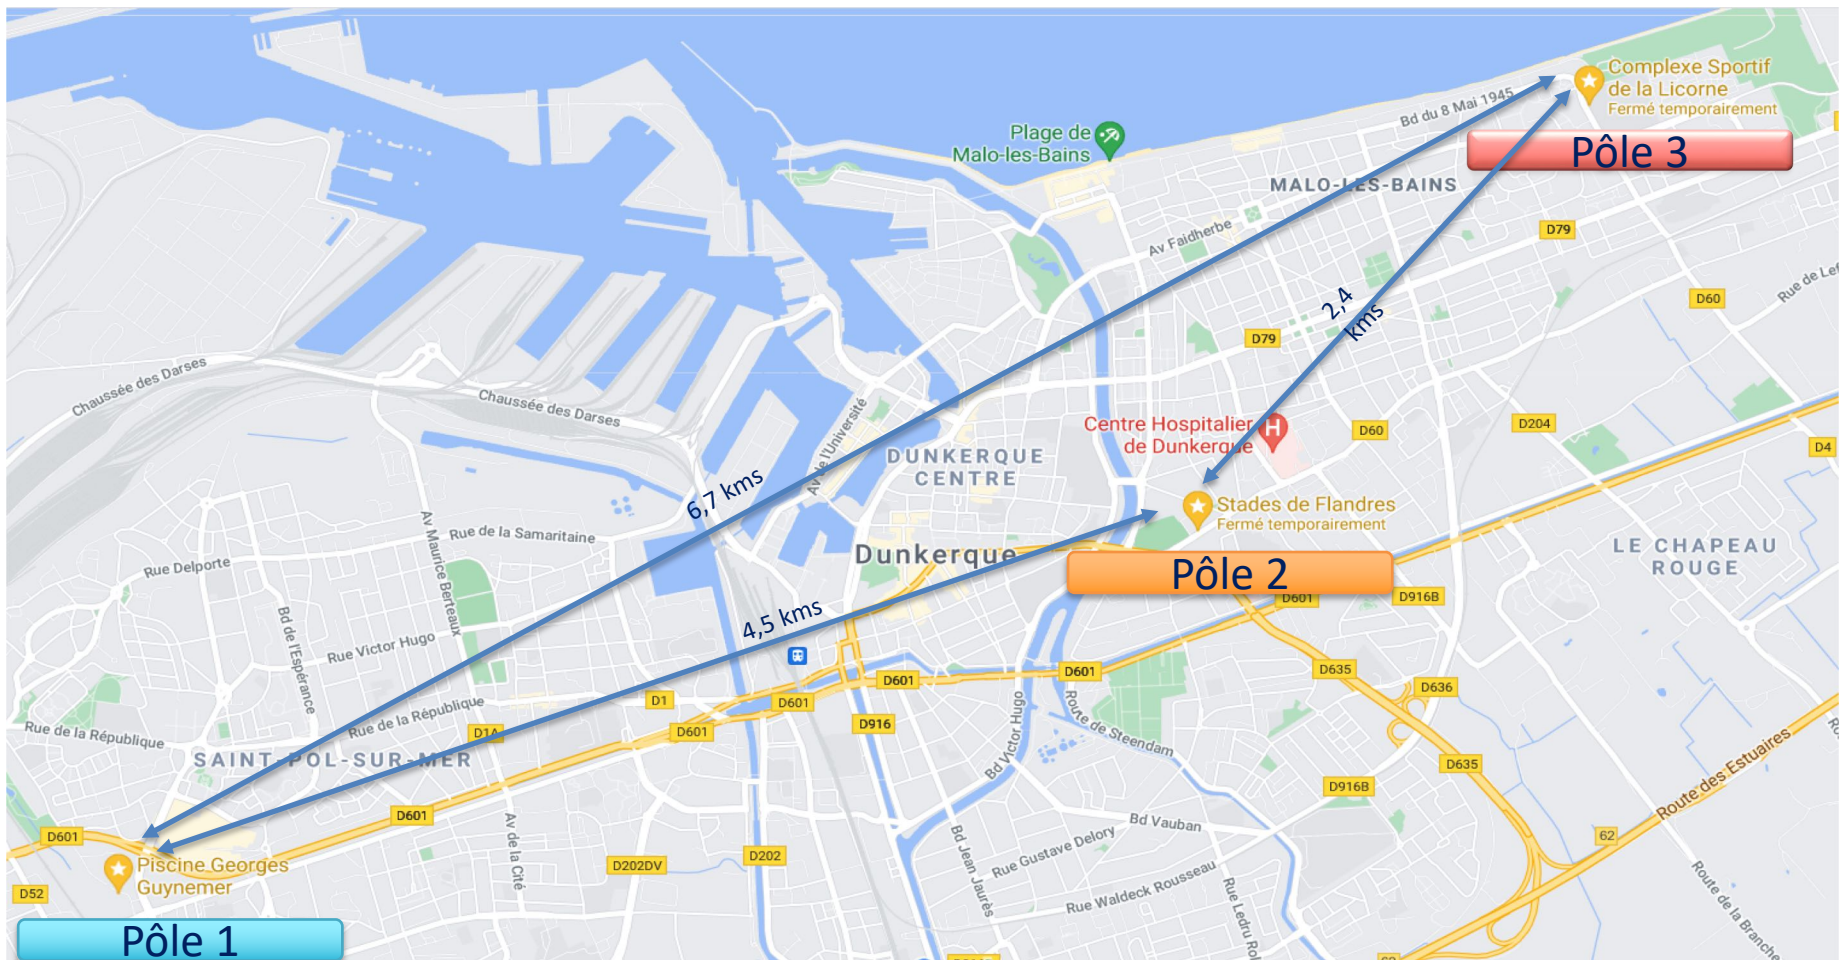 Complexe Sportif
de la Licorne
Fermé temporairement
Bd du 8 Mai 1945
Plage de
Malo-les-Bains
Pôle 3
MALO-LES-BAINS
Av Faidherbe
D79
Rue de Lef
D60
2,4
kms
D79
Chaussée des Darses
Chaussée des Darses
Av de l'Université
Centre Hospitalier
de Dunkerque
H
D60
D204
D4
DUNKERQUE
CENTRE
6,7 kms
Stades de Flandres
Fermé temporairement
Av Maurice Berteaux
Rue de la Samaritaine
Dunkerque
LE CHAPEAU
ROUGE
Rue Delporte
Pôle 2
D601
D916B
4,5 kms
Bd de l'Espérance
Rue Victor Hugo
D601
D601
D635
D636
Rue de la République
D1
D601
D916
Rue de la République
D1A
D601
Bd Victor Hugo
Route de Steendam
SAINT-POL-SUR-MER
D635
Route des Estuaires
D916B
D601
D601
Av de la Cité
Bd Vauban
62
Piscine Georges
Guynemer
D202DV
D202
Bd Jean Jaurès
Rue Gustave Delory
D52
Rue Waldeck Rousseau
Rue Ledru Rol
Route de la Branche
Pôle 1